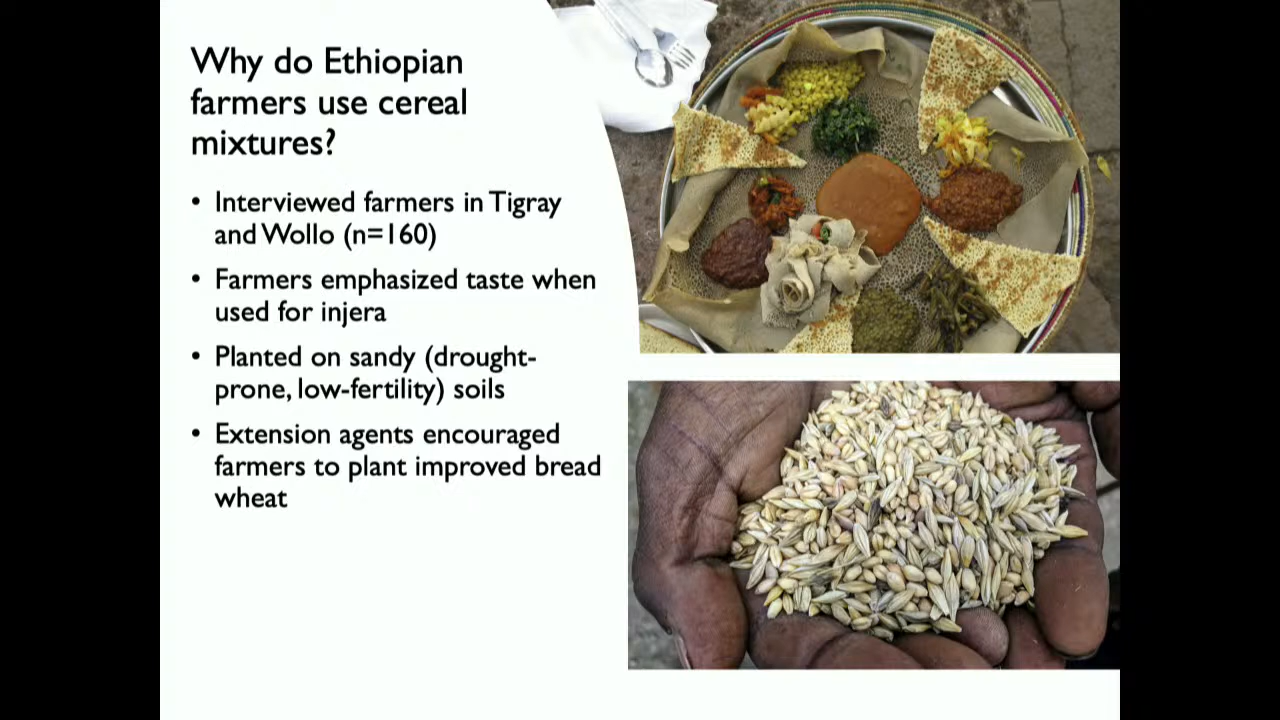 Why do Ethiopian
farmers use cereal
mixtures?
• Interviewed farmers in Tigray
and Wollo (n=160)
• Farmers emphasized taste when
used for injera
• Planted on sandy (drought-
prone, low-fertility) soils
• Extension agents encouraged
farmers to plant improved bread
wheat